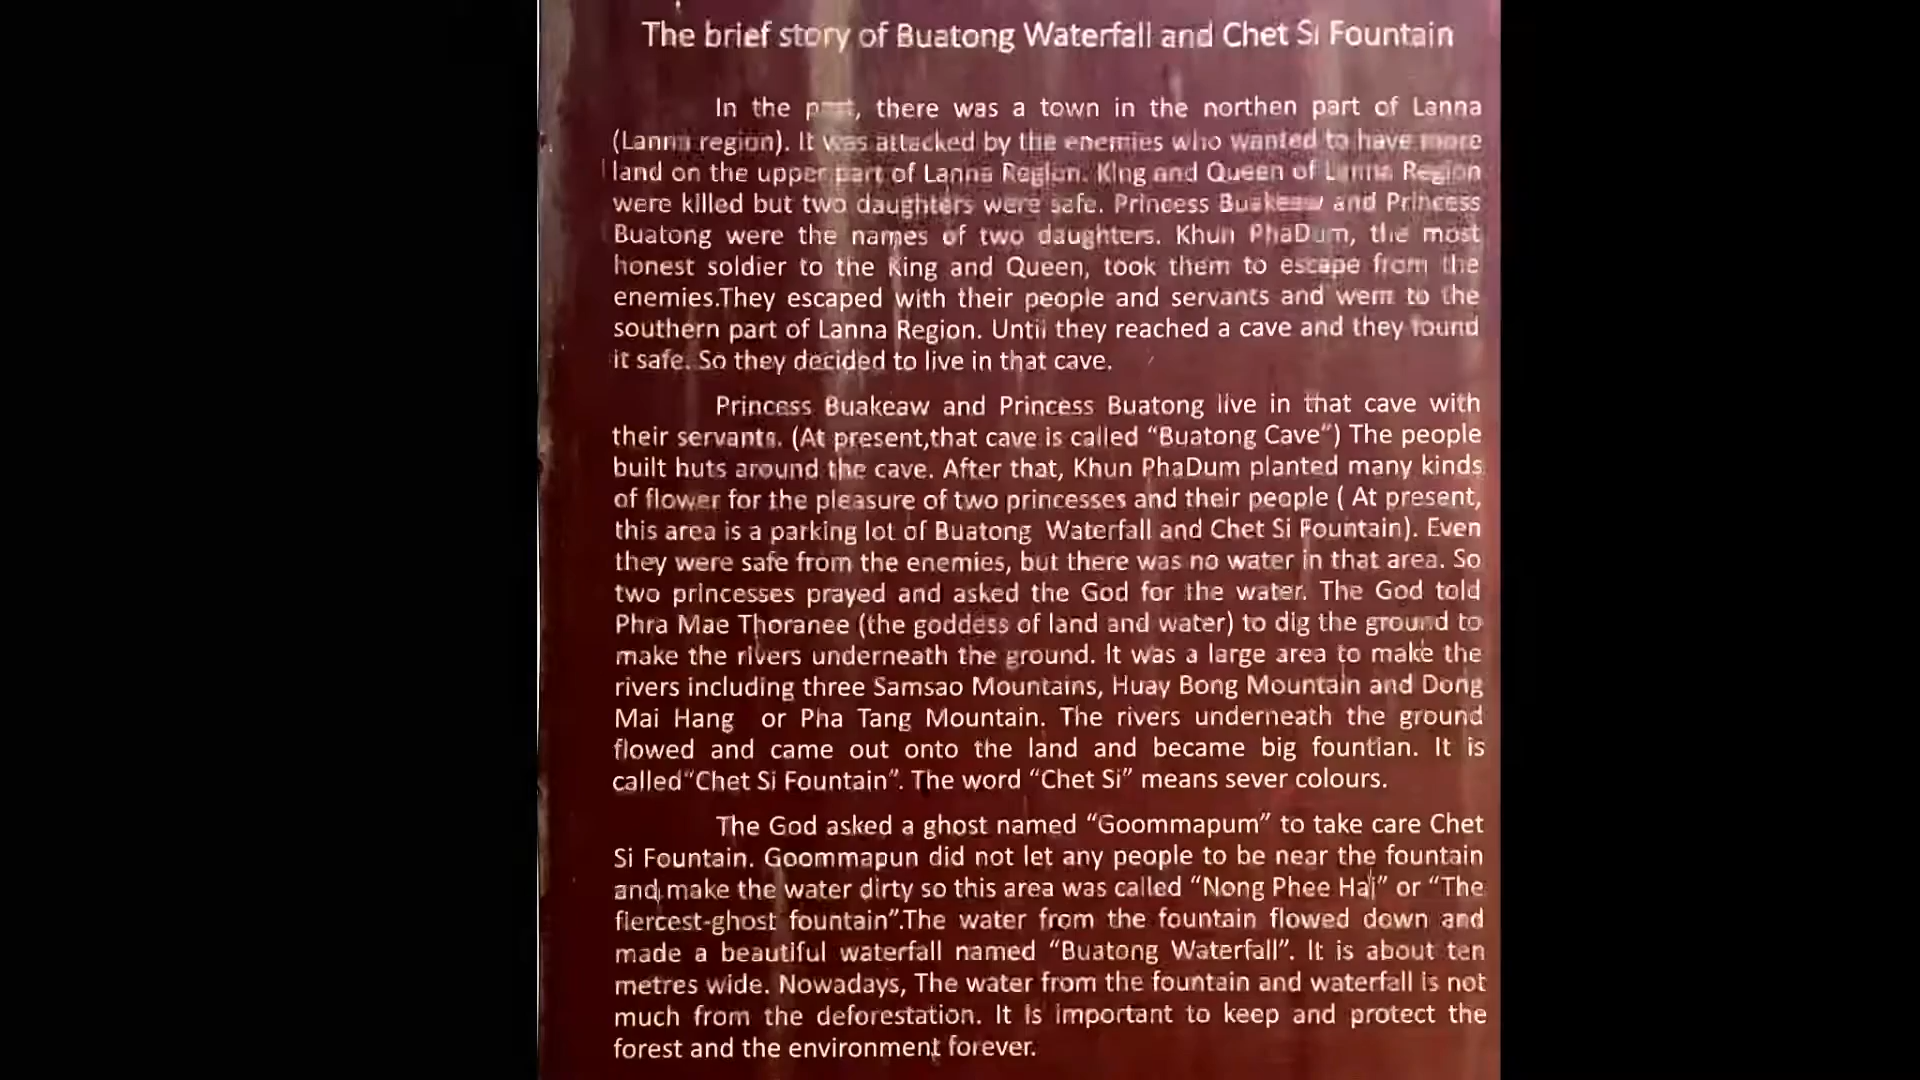 The brief story of Buatong Waterfall and Chet Si Fountain
In the past, there was a town in the northen part of Lanna
(Lanna region). It was attacked by the enemies who wanted to have more
land on the upper part of Lanna Region. King and Queen of Lanna Region
were killed but two daughters were safe. Princess Buakeaw and Princess
Buatong were the names of two daughters. Khun PhaDum, the most
honest soldier to the King and Queen, took them to escape from the
enemies.They escaped with their people and servants and went to the
southern part of Lanna Region. Until they reached a cave and they found
it safe. So they decided to live in that cave.
Princess Buakeaw and Princess Buatong live in that cave with
their servants. (At present,that cave is called “Buatong Cave”) The people
built huts around the cave. After that, Khun PhaDum planted many kinds
of flower for the pleasure of two princesses and their people ( At present,
this area is a parking lot of Buatong Waterfall and Chet Si Fountain). Even
they were safe from the enemies, but there was no water in that area. So
two princesses prayed and asked the God for the water. The God told
Phra Mae Thoranee (the goddess of land and water) to dig the ground to
make the rivers underneath the ground. It was a large area to make the
rivers including three Samsao Mountains, Huay Bong Mountain and Dong
Mai Hang or Pha Tang Mountain. The rivers underneath the ground
flowed and came out onto the land and became big fountian. It is
called“Chet Si Fountain”. The word “Chet Si” means sever colours.
The God asked a ghost named “Goommapum” to take care Chet
Si Fountain. Goommapun did not let any people to be near the fountain
and make the water dirty so this area was called “Nong Phee Hai” or “The
fiercest-ghost fountain”.The water from the fountain flowed down and
made a beautiful waterfall named “Buatong Waterfall”. It is about ten
metres wide. Nowadays, The water from the fountain and waterfall is not
much from the deforestation. It is important to keep and protect the
forest and the environment forever.